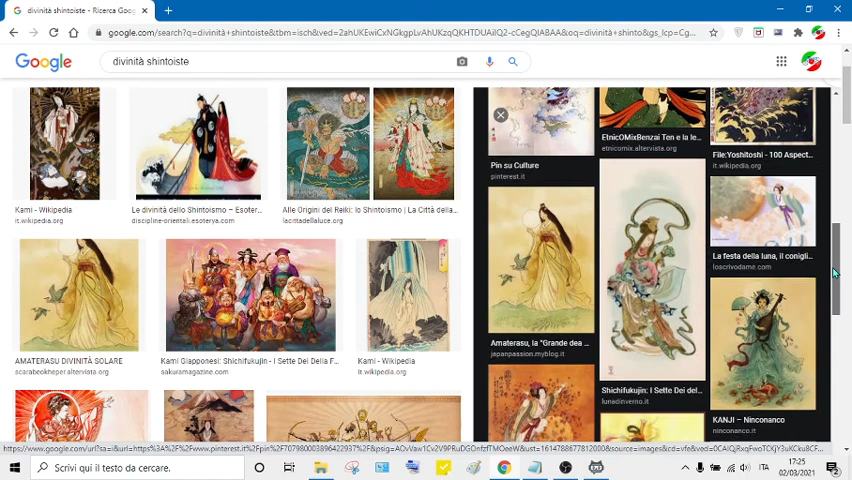 divinità shintoiste - Ricerca Goog
google.com/search?q=divinità+shintoiste&tbm=isch&ved=2ahUKEwiCxNGkgpLvAhUKzqQKHTDUAiIQ2-cCegQIABAA&oq=divinità+shinto&gs_lcp=Cg...
Google
divinità shintoiste
Kami - Wikipedia
it.wikipedia.org
Le divinità dello Shintoismo – Esoter...
discipline-orientali.esoterya.com
Alle Origini del Reiki: lo Shintoismo | La Città della...
lacittadellaluce.org
AMATERASU DIVINITÀ SOLARE
scarabeokheper.altervista.org
Kami Giapponesi: Shichifukujin - I Sette Dei Della F...
sakuramagazine.com
Kami - Wikipedia
it.wikipedia.org
Pin su Culture
pinterest.it
EtnicOMixBenzai Ten e la le...
etnicomix.altervista.org
File:Yoshitoshi - 100 Aspect...
it.wikipedia.org
La festa della luna, il conigli...
loscrivodame.com
Amaterasu, la "Grande dea ...
japanpassion.myblog.it
Shichifukujin: I Sette Dei del...
lunadinverno.it
KANJI – Ninconanco
ninconanco.it
Scrivi qui il testo da cercare.
ITA
17:25
02/03/2021
2